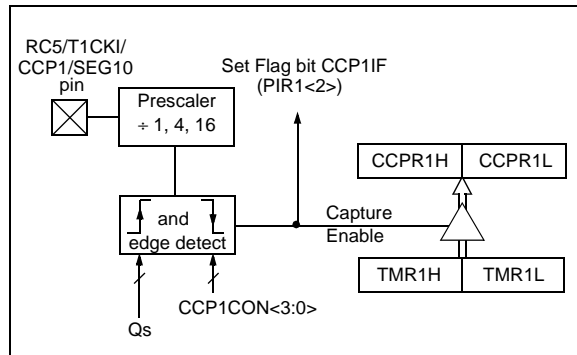 RC5/T1CKI/
CCP1/SEG10
pin
Prescaler
÷ 1, 4, 16
Set Flag bit CCP1IF
(PIR1<2>)
CCPR1H
CCPR1L
and
edge detect
Capture
Enable
TMR1H
TMR1L
CCP1CON<3:0>
Qs